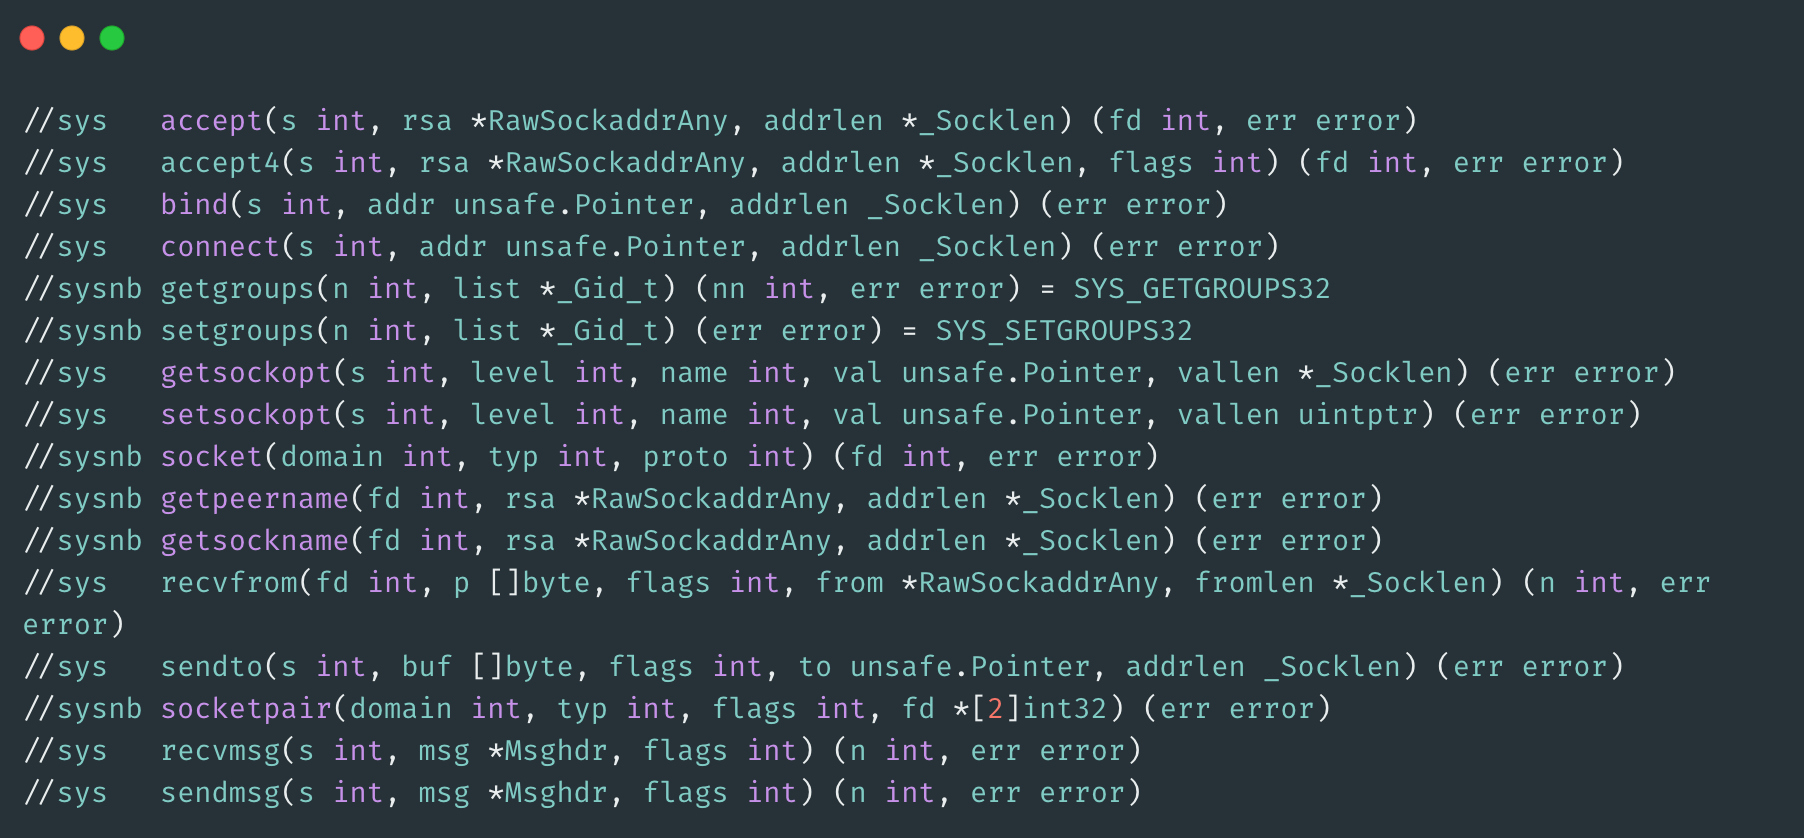 //sys   accept(s int, rsa *RawSockaddrAny, addrlen *_Socklen) (fd int, err error)
//sys   accept4(s int, rsa *RawSockaddrAny, addrlen *_Socklen, flags int) (fd int, err error)
//sys   bind(s int, addr unsafe.Pointer, addrlen _Socklen) (err error)
//sys   connect(s int, addr unsafe.Pointer, addrlen _Socklen) (err error)
//sysnb getgroups(n int, list *_Gid_t) (nn int, err error) = SYS_GETGROUPS32
//sysnb setgroups(n int, list *_Gid_t) (err error) = SYS_SETGROUPS32
//sys   getsockopt(s int, level int, name int, val unsafe.Pointer, vallen *_Socklen) (err error)
//sys   setsockopt(s int, level int, name int, val unsafe.Pointer, vallen uintptr) (err error)
//sysnb socket(domain int, typ int, proto int) (fd int, err error)
//sysnb getpeername(fd int, rsa *RawSockaddrAny, addrlen *_Socklen) (err error)
//sysnb getsockname(fd int, rsa *RawSockaddrAny, addrlen *_Socklen) (err error)
//sys   recvfrom(fd int, p []byte, flags int, from *RawSockaddrAny, fromlen *_Socklen) (n int, err
error)
//sys   sendto(s int, buf []byte, flags int, to unsafe.Pointer, addrlen _Socklen) (err error)
//sysnb socketpair(domain int, typ int, flags int, fd *[2]int32) (err error)
//sys   recvmsg(s int, msg *Msghdr, flags int) (n int, err error)
//sys   sendmsg(s int, msg *Msghdr, flags int) (n int, err error)